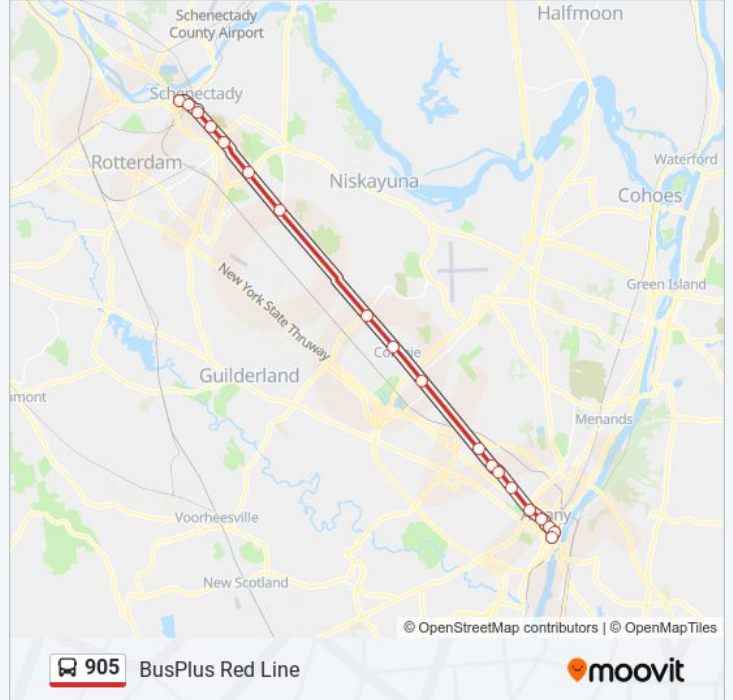 Halfmoon
Schenectady
County Airport
Schenectady
Rotterdam
Waterford
Niskayuna
Cohoes
New York State Thruway
Green Island
Guilderland
Menands
Voorheesville
New Scotland
© OpenStreetMap contributors | © OpenMapTiles
905 BusPlus Red Line
moovit